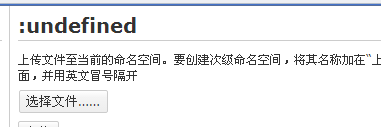 :undefined
上传文件至当前的命名空间。要创建次级命名空间，将其名称加在“上
面，并用英文冒号隔开
选择文件......